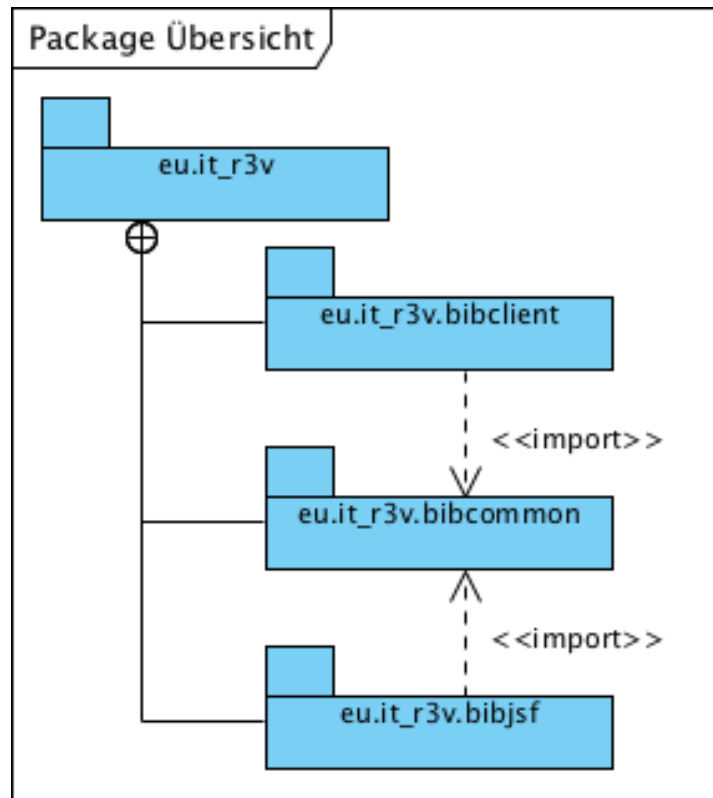 Package Übersicht
eu.it_r3v
eu.it_r3v.bibclient
<<import>>
eu.it_r3v.bibcommon
<<import>>
eu.it_r3v.bibjsf